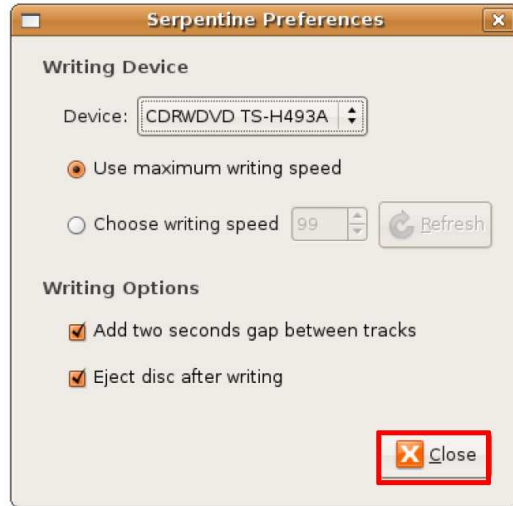 Serpentine Preferences
Writing Device
Device: CDRWDVD TS-H493A
Use maximum writing speed
Choose writing speed 99 Refresh
Writing Options
Add two seconds gap between tracks
Eject disc after writing
Close